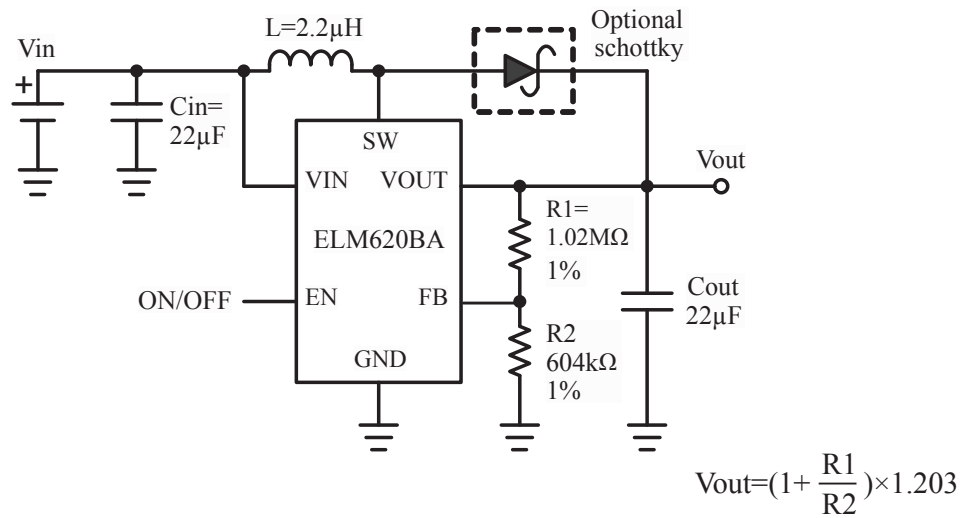 L=2.2µH
Optional
schottky
Vin
+
Cin=
22µF
SW
VIN
VOUT
Vout
ELM620BA
R1=
1.02MΩ
1%
ON/OFF
EN
FB
Cout
22µF
R2
604kΩ
1%
GND
Vout=(1+ R1/R2 )×1.203